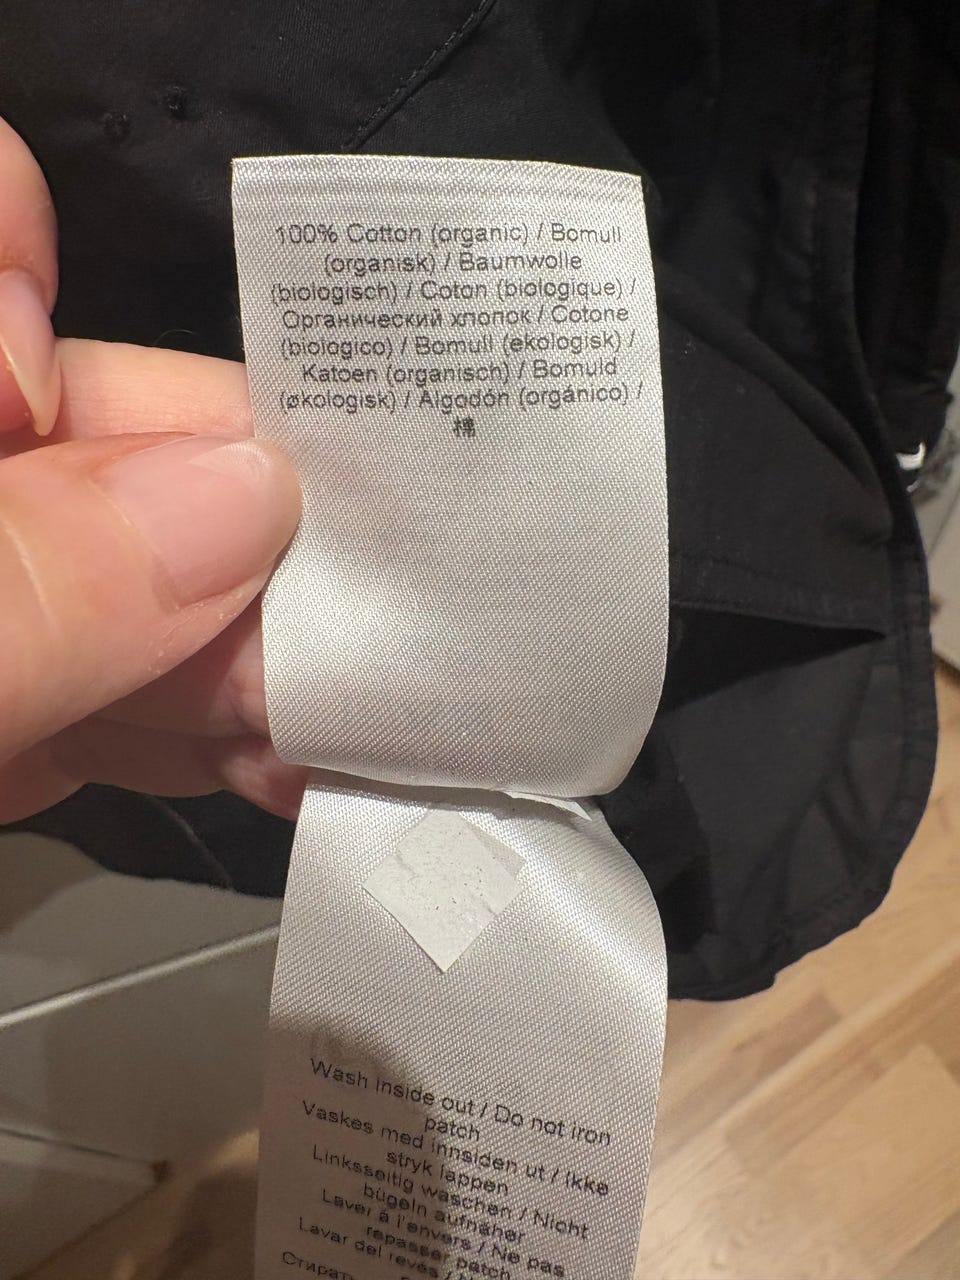 100% Cotton (organic) / Bomull
(organisk) / Baumwolle
(biologisch) / Coton (biologique) /
Органический хлопок / Cotone
(biologico) / Bomull (ekologisk) /
Katoen (organisch) / Bomuld
(økologisk) / Algodón (orgánico) /
棉
Wash inside out / Do not iron
patch
Vaskes med innsiden ut / Ikke
stryk lappen
Linksseitig waschen / Nicht
bügeln aufnäher
Laver à l'envers / Ne pas
repasser patch
Lavar del revés /